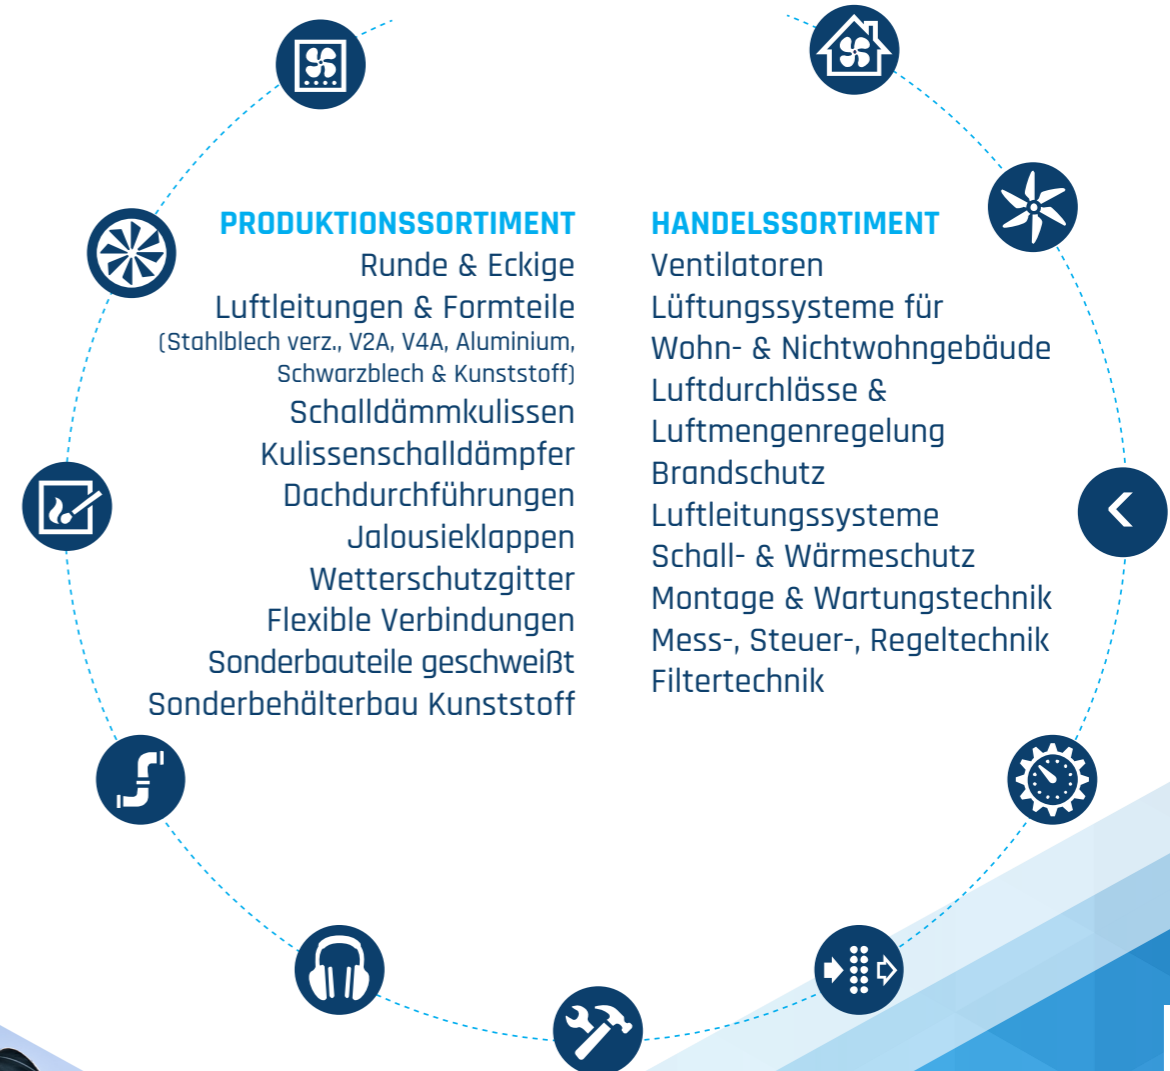 PRODUKTIONSSORTIMENT
Runde & Eckige
Luftleitungen & Formteile
(Stahlblech verz., V2A, V4A, Aluminium,
Schwarzblech & Kunststoff)
Schalldämmkulissen
Kulissenschalldämpfer
Dachdurchführungen
Jalousieklappen
Wetterschutzgitter
Flexible Verbindungen
Sonderbauteile geschweißt
Sonderbehälterbau Kunststoff
HANDELSSORTIMENT
Ventilatoren
Lüftungssysteme für
Wohn- & Nichtwohngebäude
Luftdurchlässe &
Luftmengenregelung
Brandschutz
Luftleitungssysteme
Schall- & Wärmeschutz
Montage & Wartungstechnik
Mess-, Steuer-, Regeltechnik
Filtertechnik